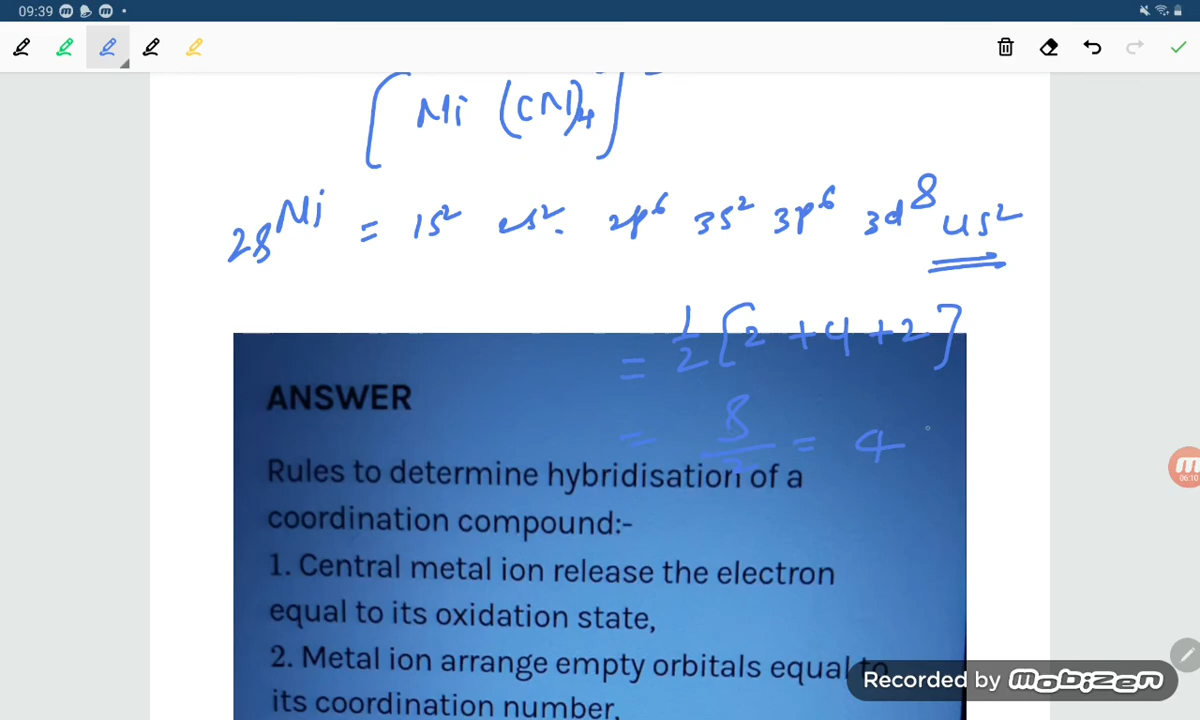 09:39
[Ni (CN)4]
28Ni = 1s² 2s². 2p⁶ 3s² 3p⁶ 3d⁸ 4s²
= 1/2 [2 + 4 + 2]
= 8/2 = 4
ANSWER
Rules to determine hybridisation of a
coordination compound:-
1. Central metal ion release the electron
equal to its oxidation state,
2. Metal ion arrange empty orbitals equal to
its coordination number,
06:10
Recorded by mobizen